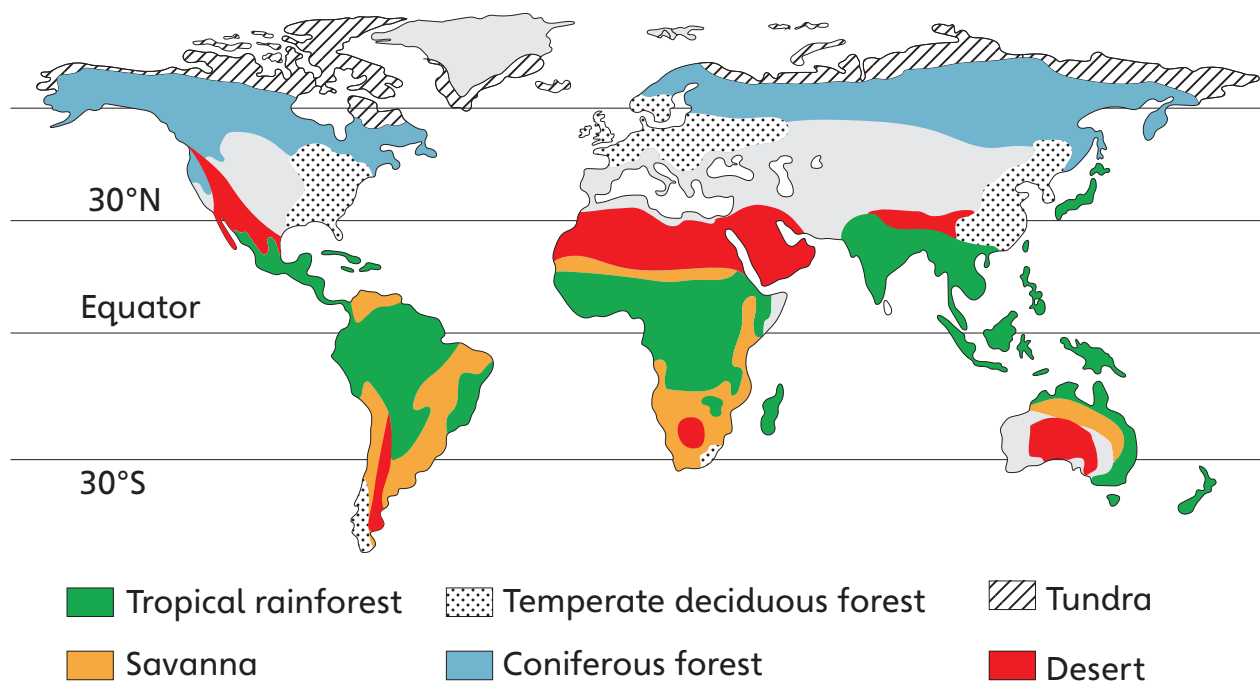 30°N
Equator
30°S
Tropical rainforest
Temperate deciduous forest
Tundra
Savanna
Coniferous forest
Desert